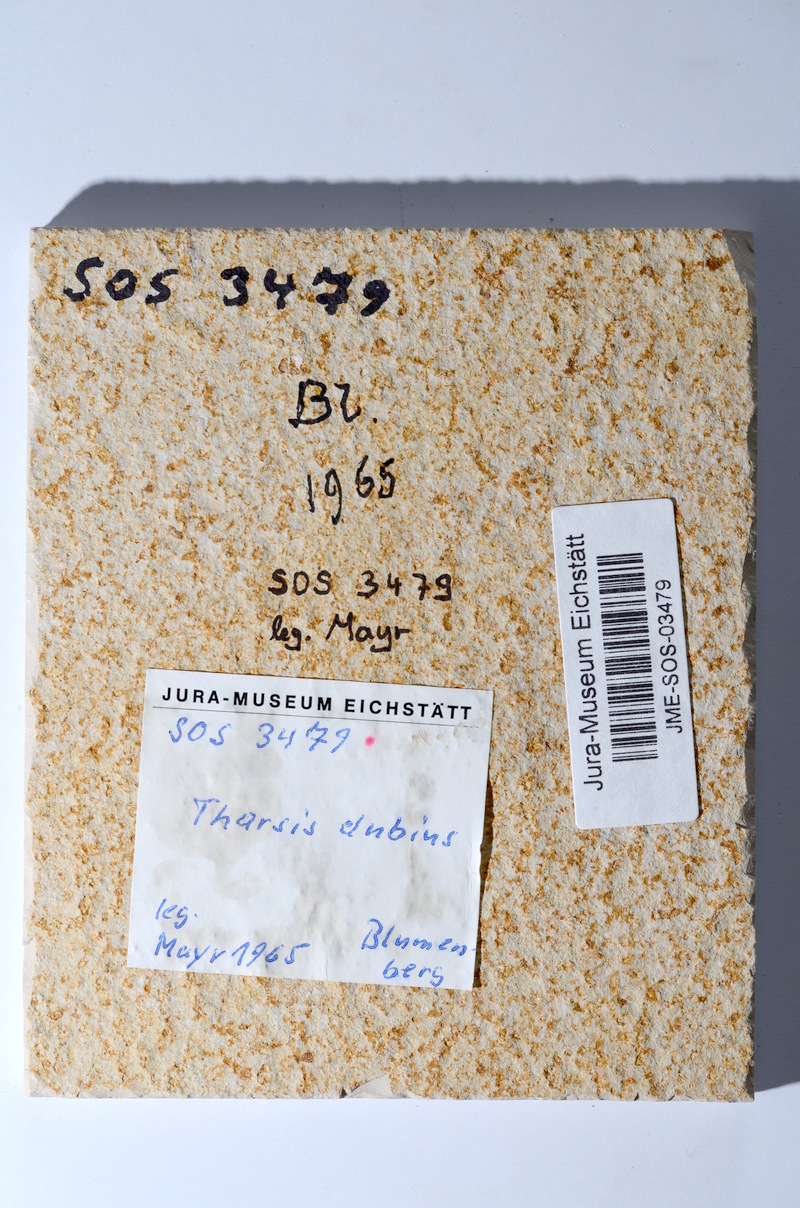 SOS 3479
Bl.
1965
SOS 3479
leg. Mayr
JURA-MUSEUM EICHSTÄTT
SOS 3479
Tharsis dubius
leg.
Mayr 1965
Blumen-
berg
Jura-Museum Eichstätt
JME-SOS-03479